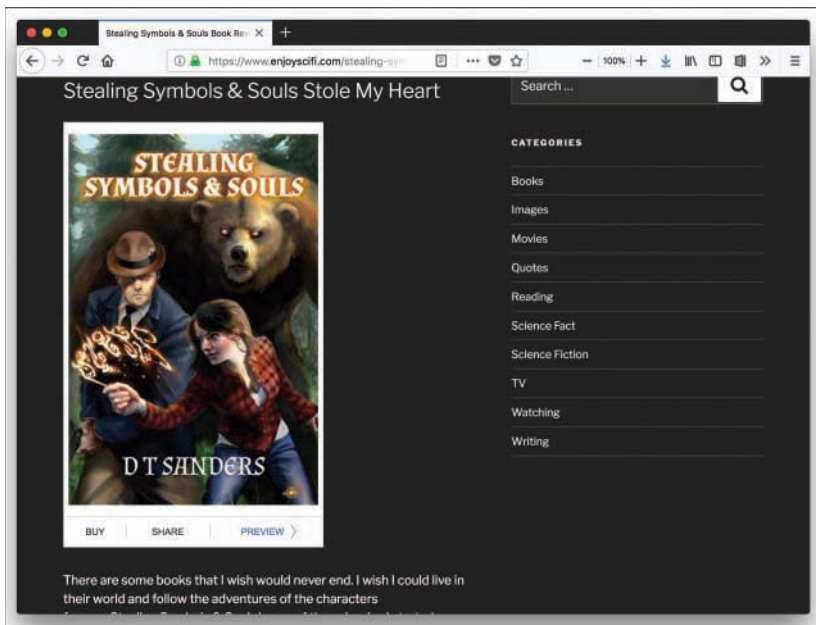 Stealing Symbols & Souls Book Rev
https://www.enjoyscifi.com/stealing-sy
100%
Stealing Symbols & Souls Stole My Heart
Search ...
STEALING
SYMBOLS & SOULS
D T SANDERS
BUY SHARE PREVIEW
There are some books that I wish would never end. I wish I could live in
their world and follow the adventures of the characters
CATEGORIES
Books
Images
Movies
Quotes
Reading
Science Fact
Science Fiction
TV
Watching
Writing